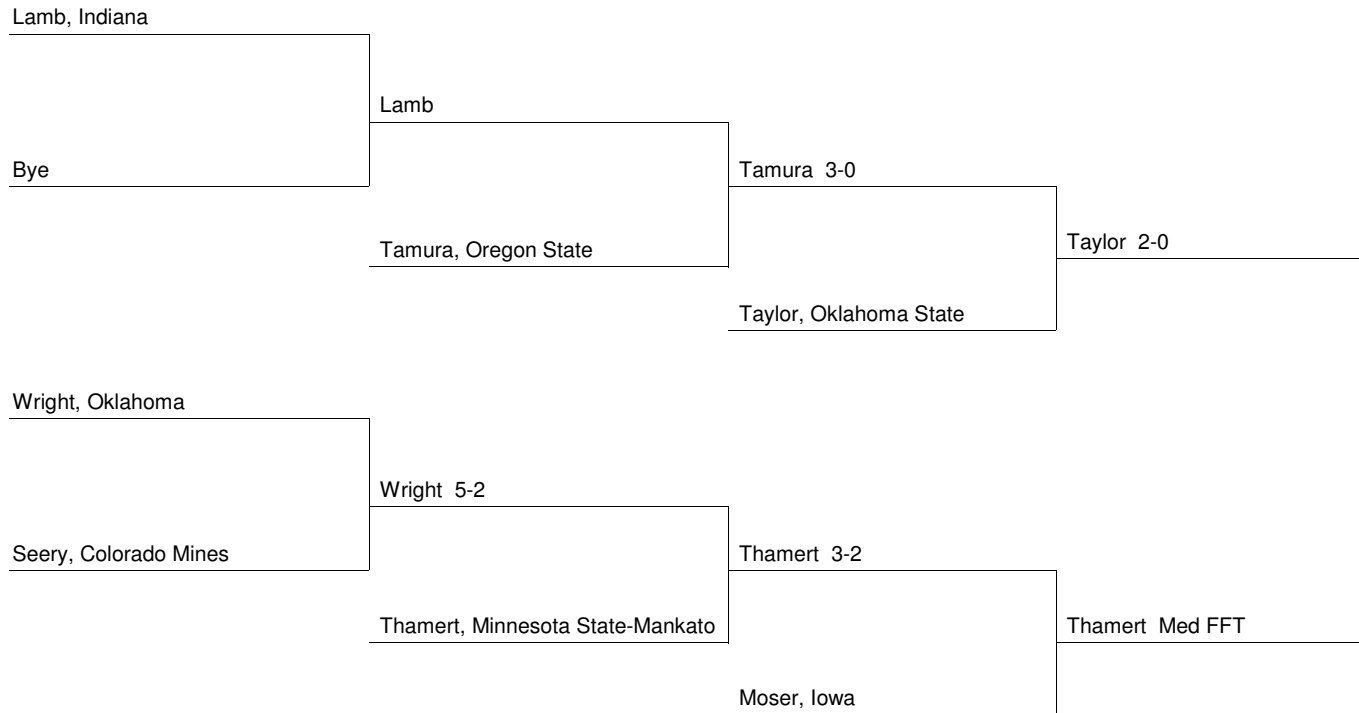 Lamb, Indiana
Lamb
Bye
Tamura 3-0
Tamura, Oregon State
Taylor 2-0
Taylor, Oklahoma State
Wright, Oklahoma
Wright 5-2
Seery, Colorado Mines
Thamert 3-2
Thamert, Minnesota State-Mankato
Thamert Med FFT
Moser, Iowa